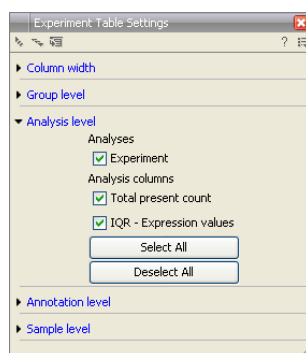 Experiment Table Settings
?
Column width
Group level
Analysis level
Analyses
Experiment
Analysis columns
Total present count
IQR - Expression values
Select All
Deselect All
Annotation level
Sample level